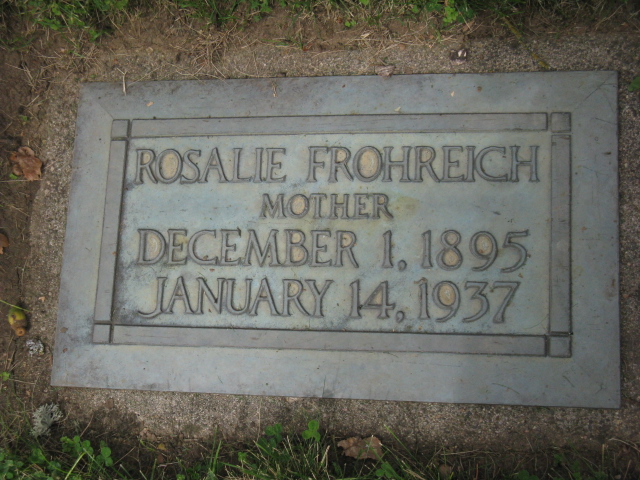 ROSALIE FROHREICH
MOTHER
DECEMBER 1, 1895
JANUARY 14, 1937